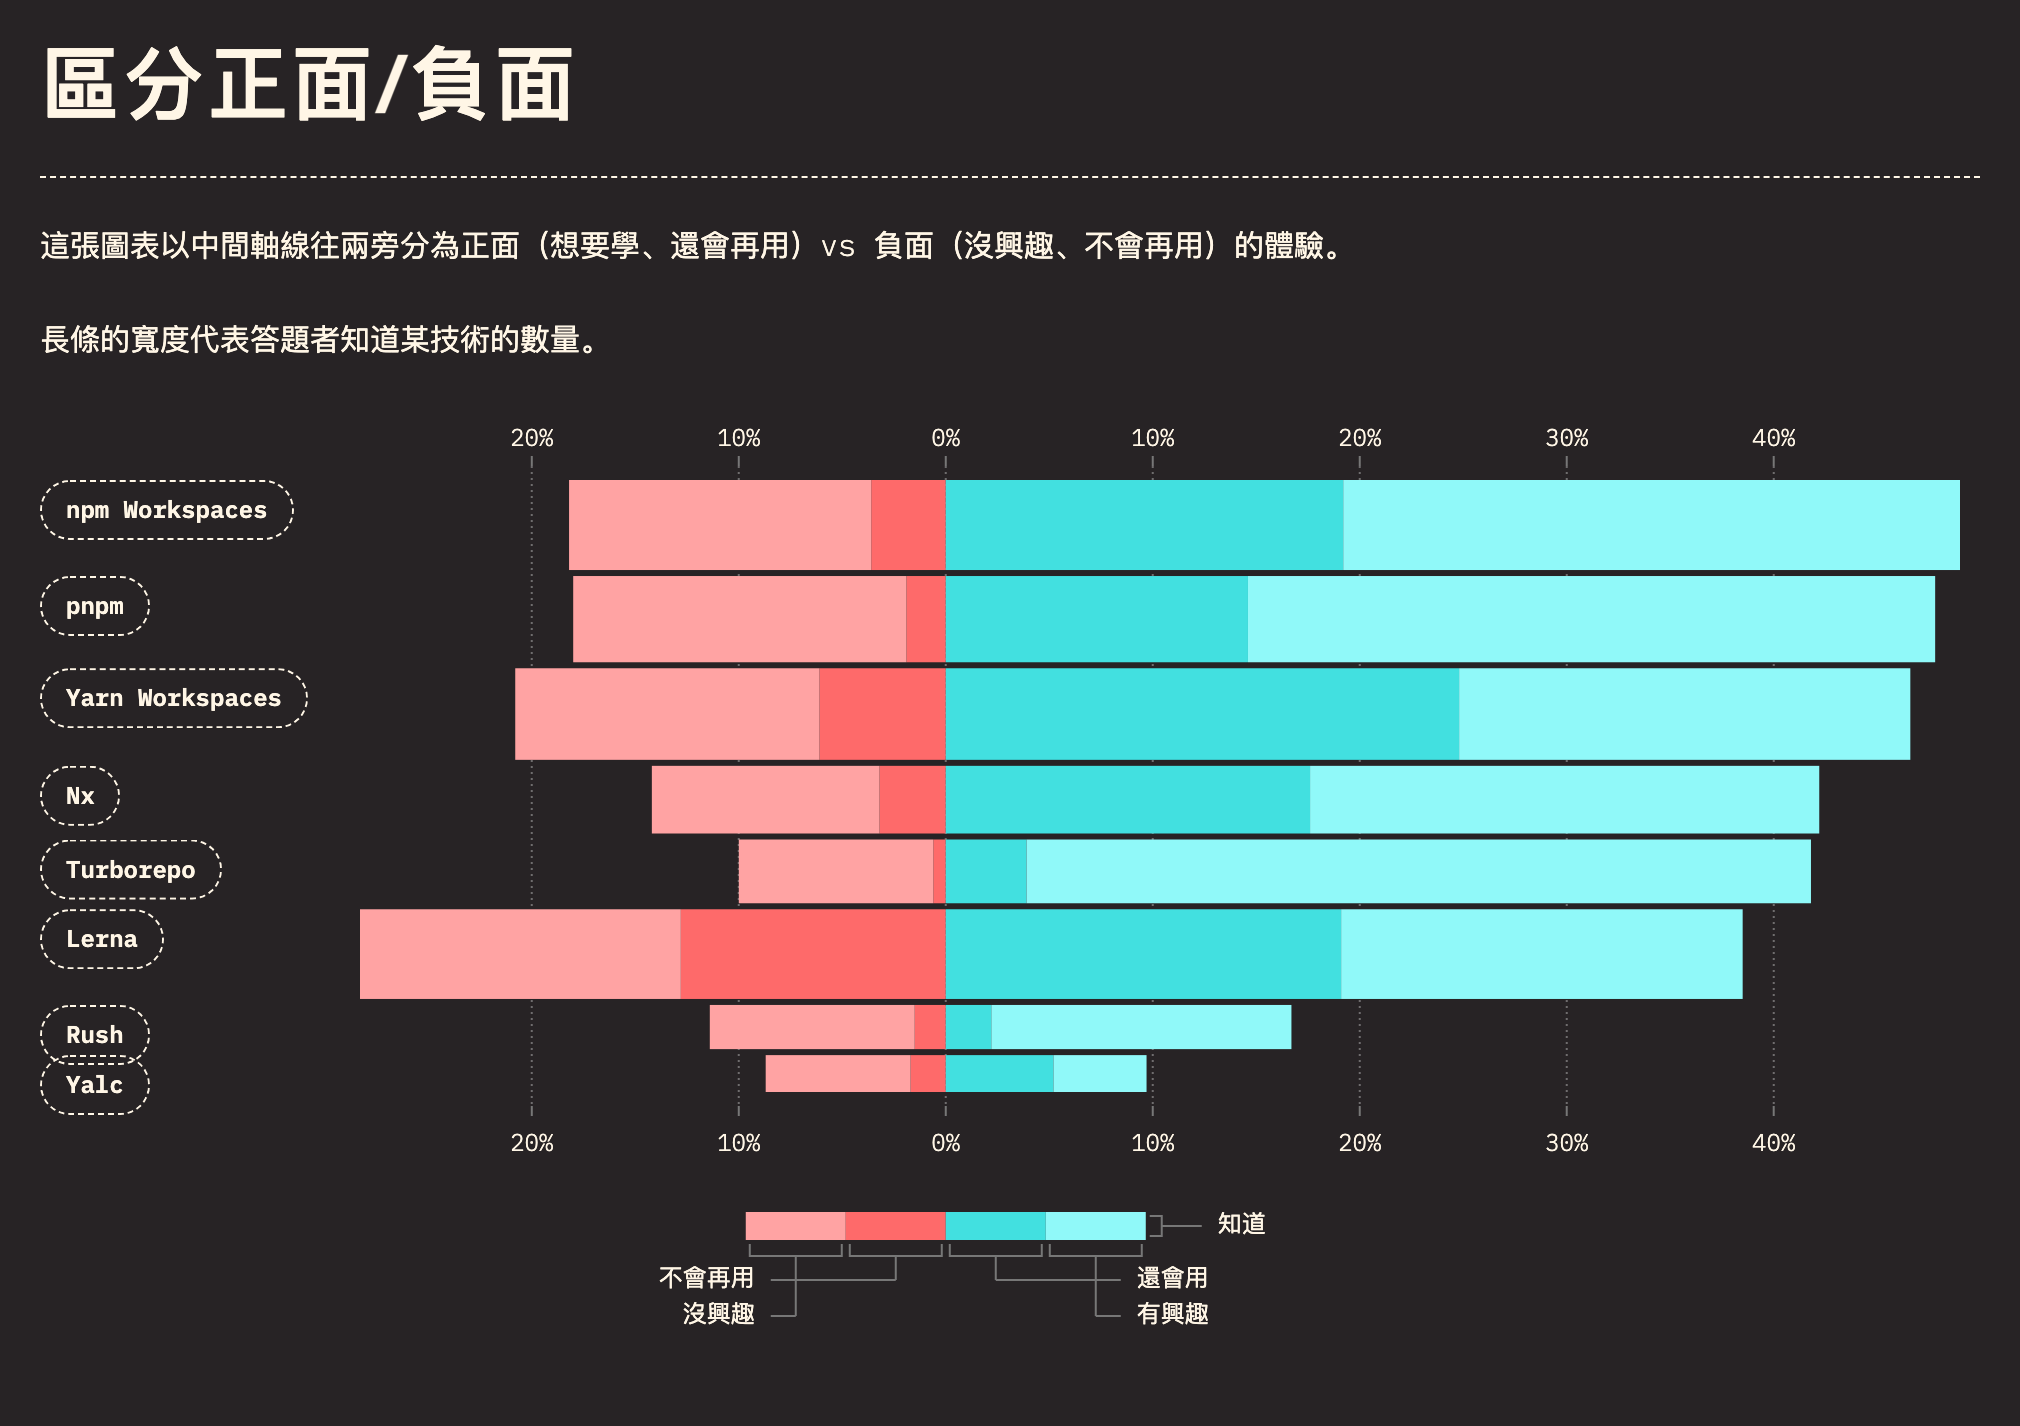 區分正面/負面
這張圖表以中間軸線往兩旁分為正面（想要學、還會再用）vs 負面（沒興趣、不會再用）的體驗。
長條的寬度代表答題者知道某技術的數量。
20% 10% 0% 10% 20% 30% 40%
npm Workspaces
pnpm
Yarn Workspaces
Nx
Turborepo
Lerna
Rush
Yalc
20% 10% 0% 10% 20% 30% 40%
知道
不會再用 還會用
沒興趣 有興趣